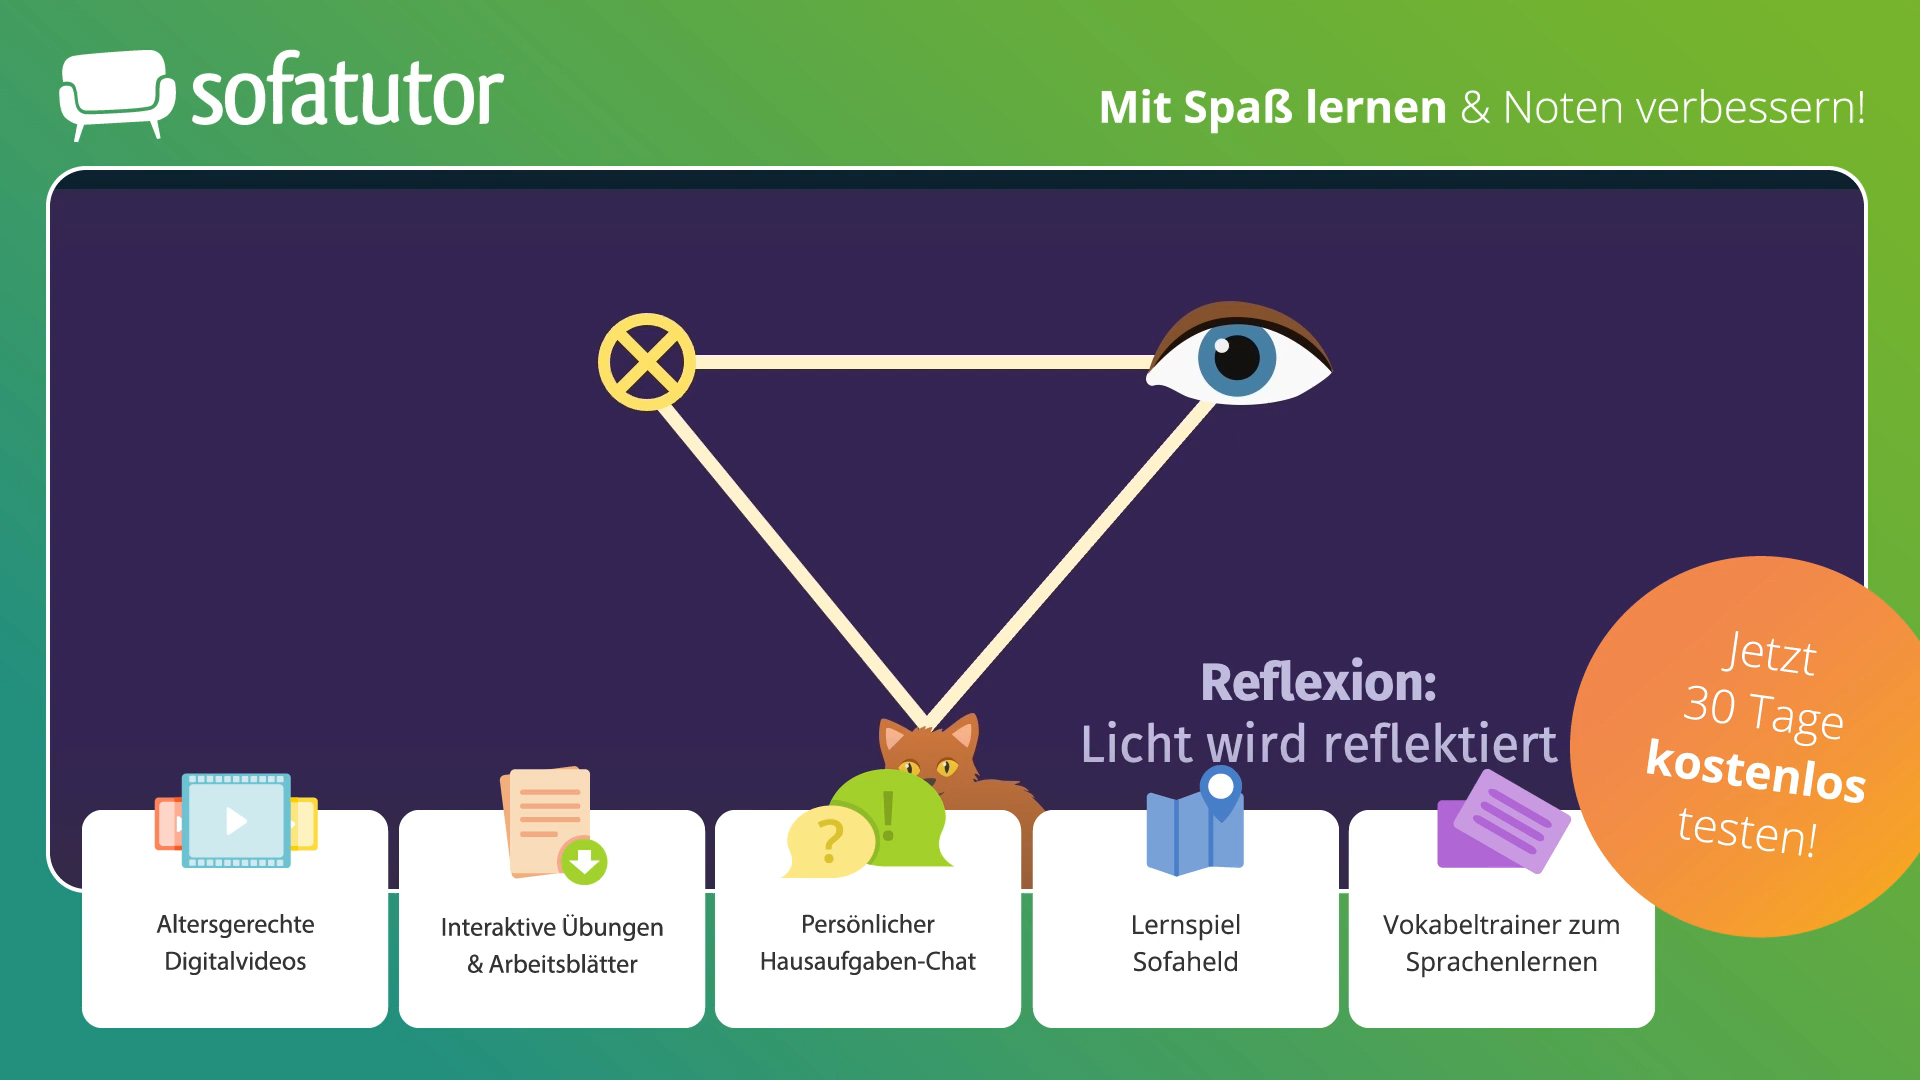 sofatutor
Mit Spaß lernen & Noten verbessern!
Reflexion:
Licht wird reflektiert
Jetzt
30 Tage
kostenlos
testen!
?
!
Altersgerechte
Digitalvideos
Interaktive Übungen
& Arbeitsblätter
Persönlicher
Hausaufgaben-Chat
Lernspiel
Sofaheld
Vokabeltrainer zum
Sprachenlernen